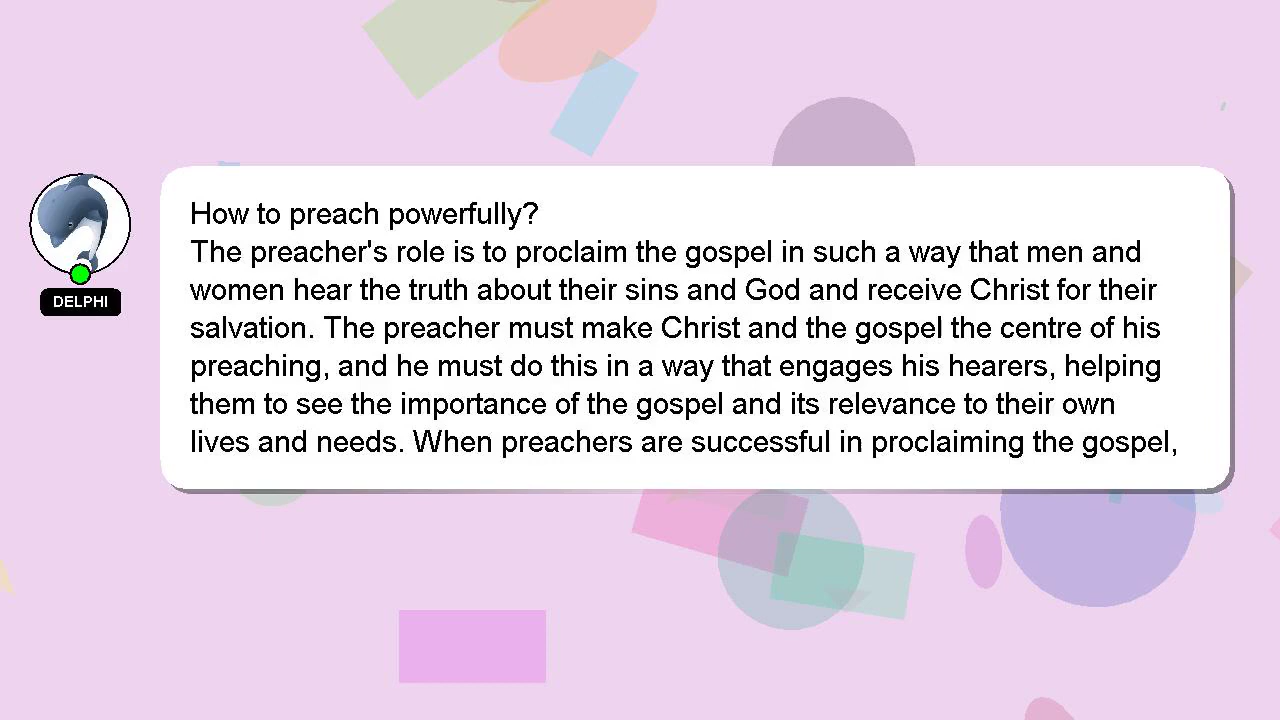 How to preach powerfully?
The preacher's role is to proclaim the gospel in such a way that men and
women hear the truth about their sins and God and receive Christ for their
salvation. The preacher must make Christ and the gospel the centre of his
preaching, and he must do this in a way that engages his hearers, helping
them to see the importance of the gospel and its relevance to their own
lives and needs. When preachers are successful in proclaiming the gospel,
DELPHI